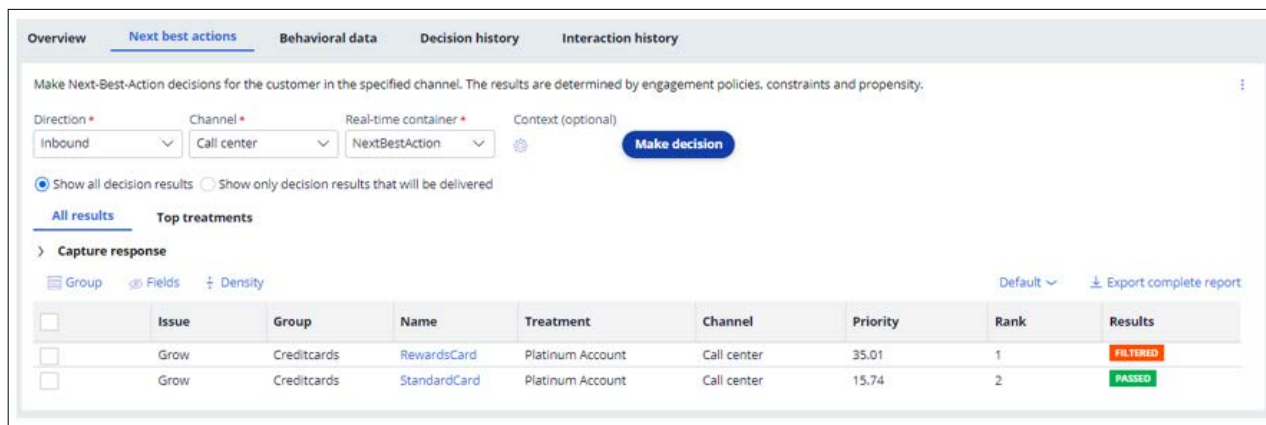 Overview Next best actions Behavioral data Decision history Interaction history
Make Next-Best-Action decisions for the customer in the specified channel. The results are determined by engagement policies, constraints and propensity.
Direction * Channel * Real-time container * Context (optional)
Inbound Call center NextBestAction Make decision
Show all decision results Show only decision results that will be delivered
All results Top treatments
Capture response
Group Fields Density Default Export complete report
Issue Group Name Treatment Channel Priority Rank Results
Grow Creditcards RewardsCard Platinum Account Call center 35.01 1 FILTERED
Grow Creditcards StandardCard Platinum Account Call center 15.74 2 PASSED